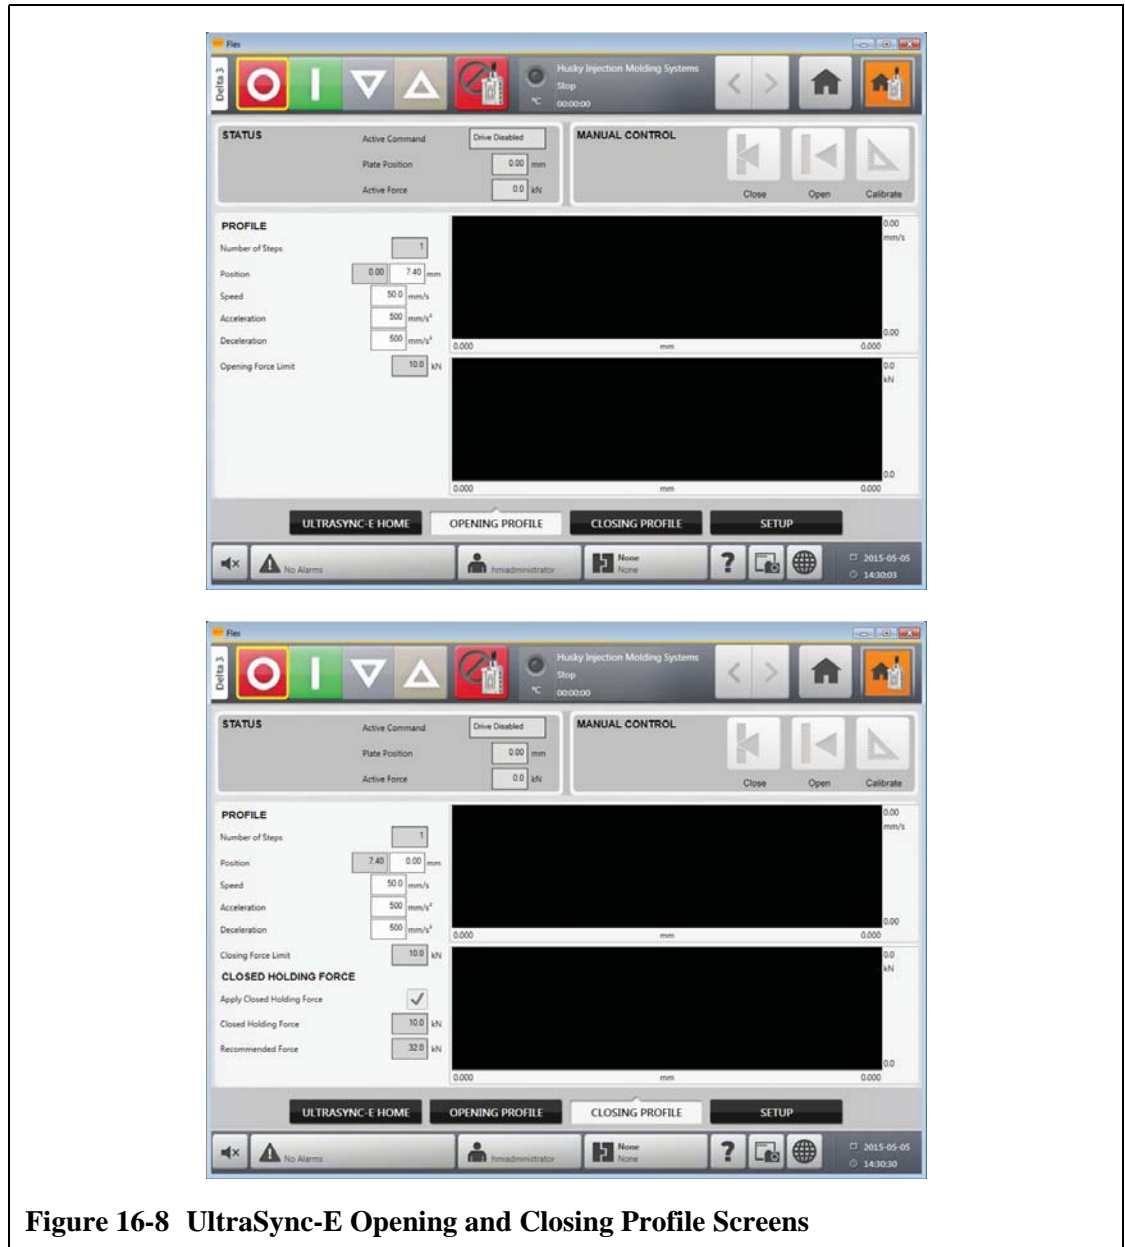 Flex
Delta 3
Husky Injection Molding Systems
Stop
°C 00:00:00
STATUS
Active Command Drive Disabled
Plate Position 0.00 mm
Active Force 0.0 kN
MANUAL CONTROL
Close Open Calibrate
PROFILE
Number of Steps 1
Position 0.00 7.40 mm
Speed 50.0 mm/s
Acceleration 500 mm/s²
Deceleration 500 mm/s²
Opening Force Limit 10.0 kN
0.00
mm/s
0.00
0.000 mm 0.000
0.0
kN
0.0
0.000 mm 0.000
ULTRASYNC-E HOME OPENING PROFILE CLOSING PROFILE SETUP
No Alarms
hmiadministrator
None
None
?
2015-05-05
14:30:03
Flex
Delta 3
Husky Injection Molding Systems
Stop
°C 00:00:00
STATUS
Active Command Drive Disabled
Plate Position 0.00 mm
Active Force 0.0 kN
MANUAL CONTROL
Close Open Calibrate
PROFILE
Number of Steps 1
Position 7.40 0.00 mm
Speed 50.0 mm/s
Acceleration 500 mm/s²
Deceleration 500 mm/s²
Closing Force Limit 10.0 kN
CLOSED HOLDING FORCE
Apply Closed Holding Force
Closed Holding Force 10.0 kN
Recommended Force 32.0 kN
0.00
mm/s
0.00
0.000 mm 0.000
0.0
kN
0.0
0.000 mm 0.000
ULTRASYNC-E HOME OPENING PROFILE CLOSING PROFILE SETUP
No Alarms
hmiadministrator
None
None
?
2015-05-05
14:30:30
Figure 16-8 UltraSync-E Opening and Closing Profile Screens